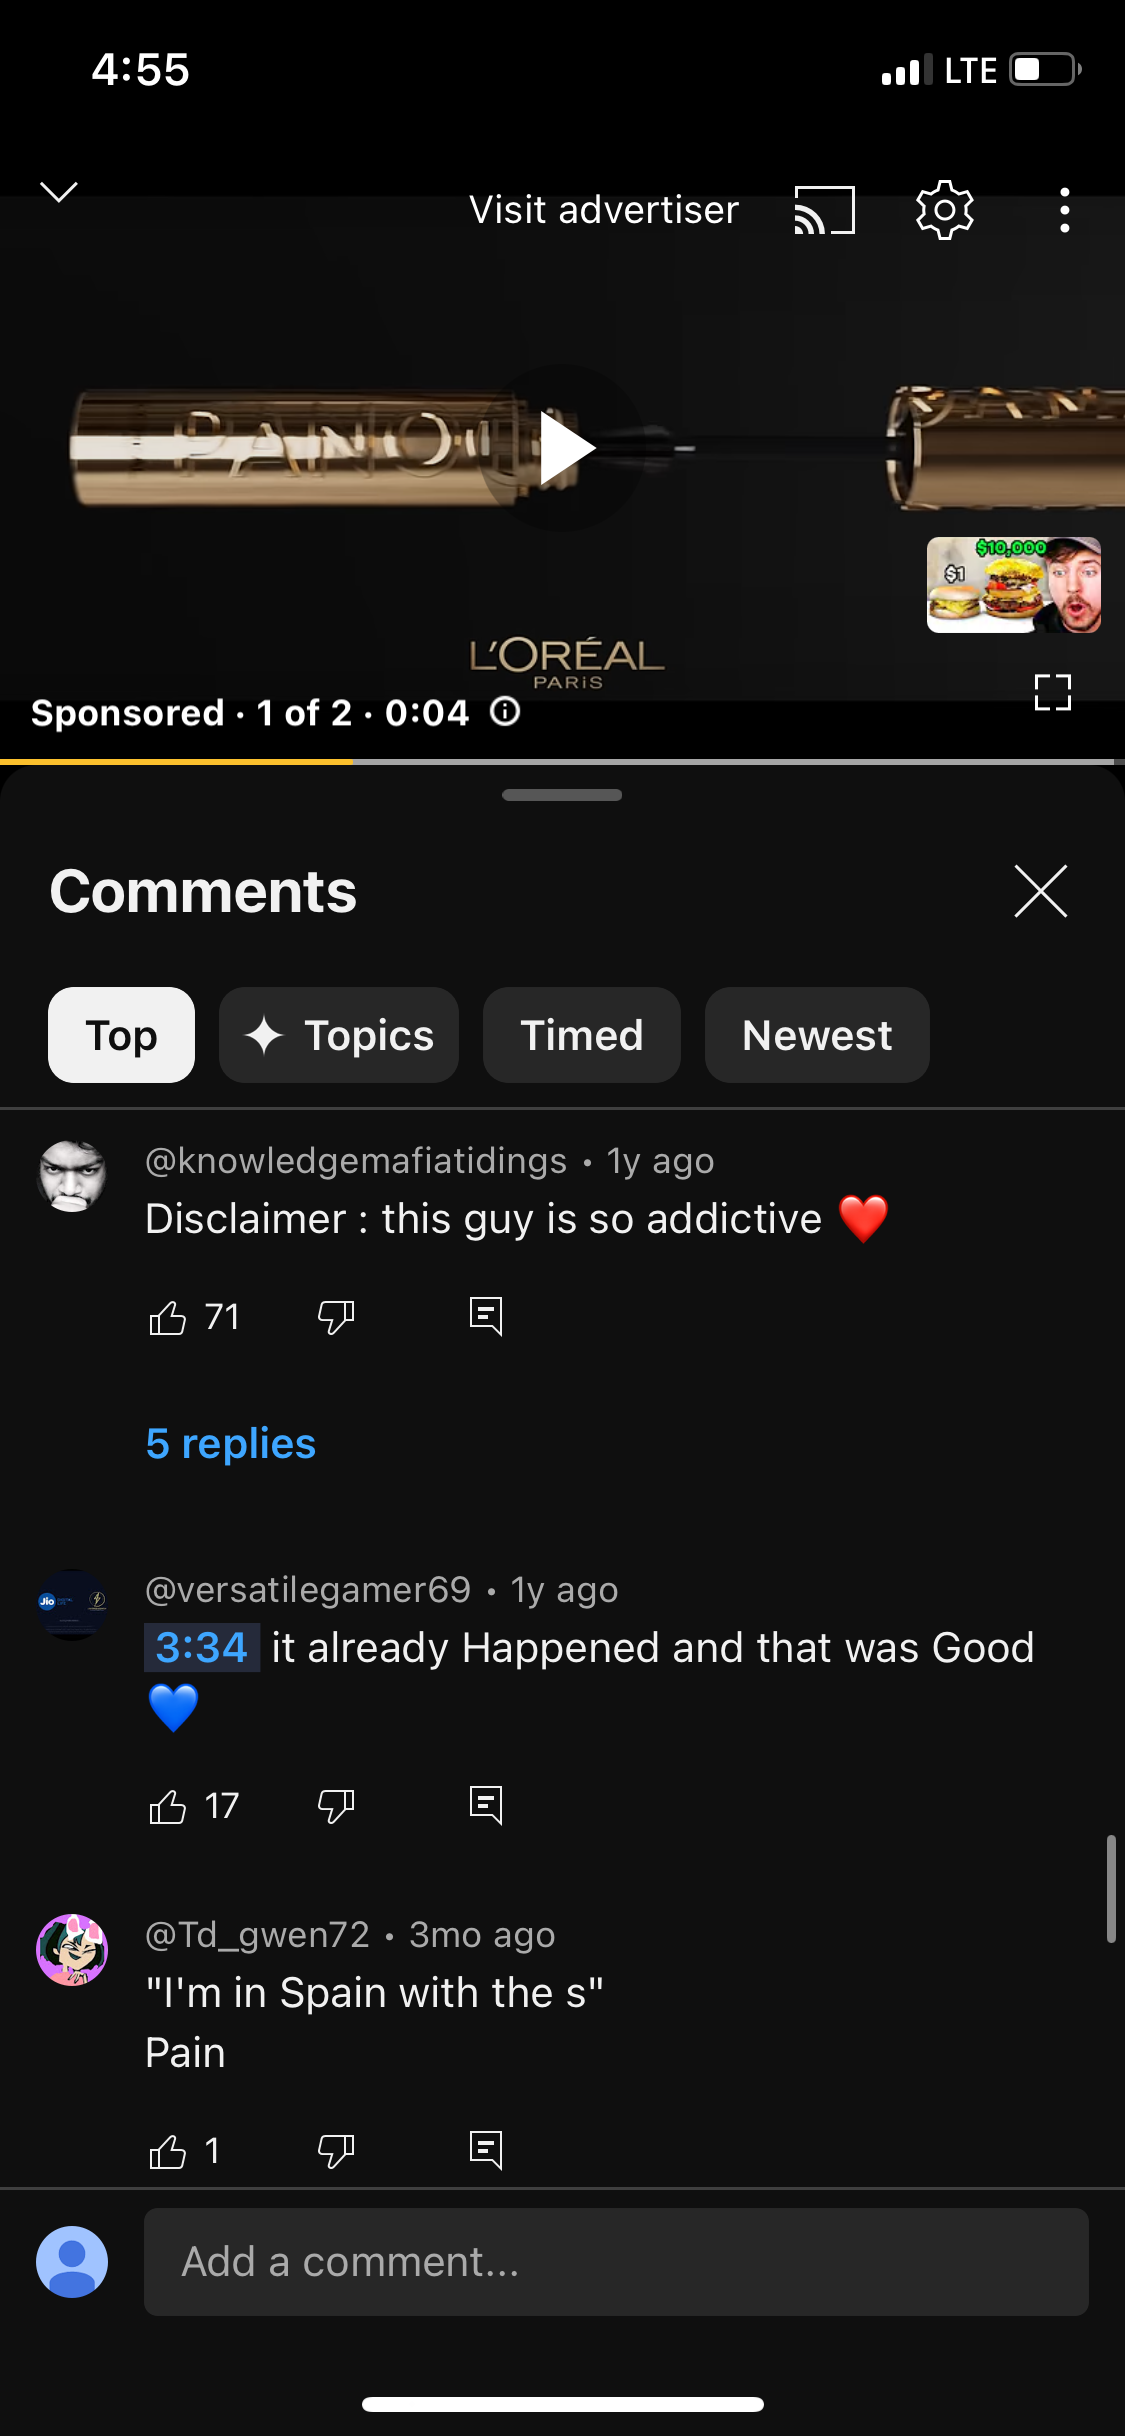 4:55
LTE
Visit advertiser
PANO
PAN
$10,000
$1
L'ORÉAL
PARiS
Sponsored · 1 of 2 · 0:04
Comments
Top
Topics
Timed
Newest
@knowledgemafiatidings · 1y ago
Disclaimer : this guy is so addictive ❤️
71
5 replies
Jio
@versatilegamer69 · 1y ago
3:34 it already Happened and that was Good
💙
17
@Td_gwen72 · 3mo ago
"I'm in Spain with the s"
Pain
1
Add a comment...